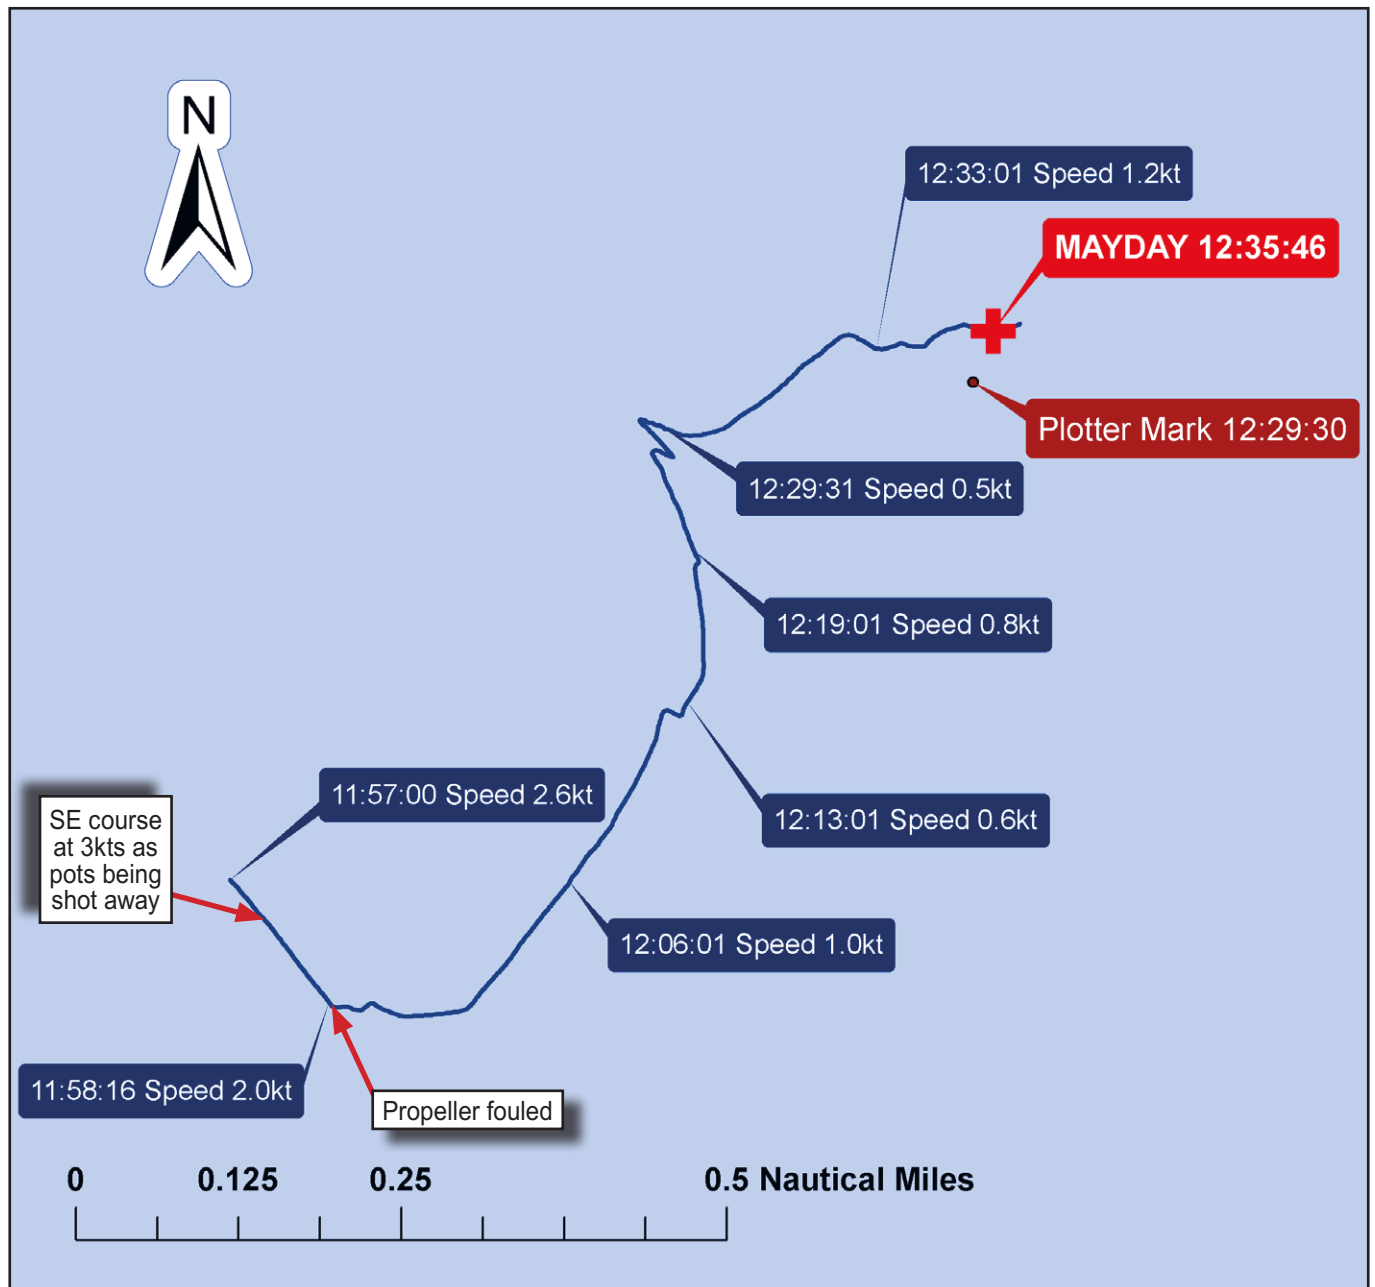 N
12:33:01 Speed 1.2kt
MAYDAY 12:35:46
Plotter Mark 12:29:30
12:29:31 Speed 0.5kt
12:19:01 Speed 0.8kt
11:57:00 Speed 2.6kt
12:13:01 Speed 0.6kt
SE course
at 3kts as
pots being
shot away
12:06:01 Speed 1.0kt
11:58:16 Speed 2.0kt
Propeller fouled
0 0.125 0.25 0.5 Nautical Miles